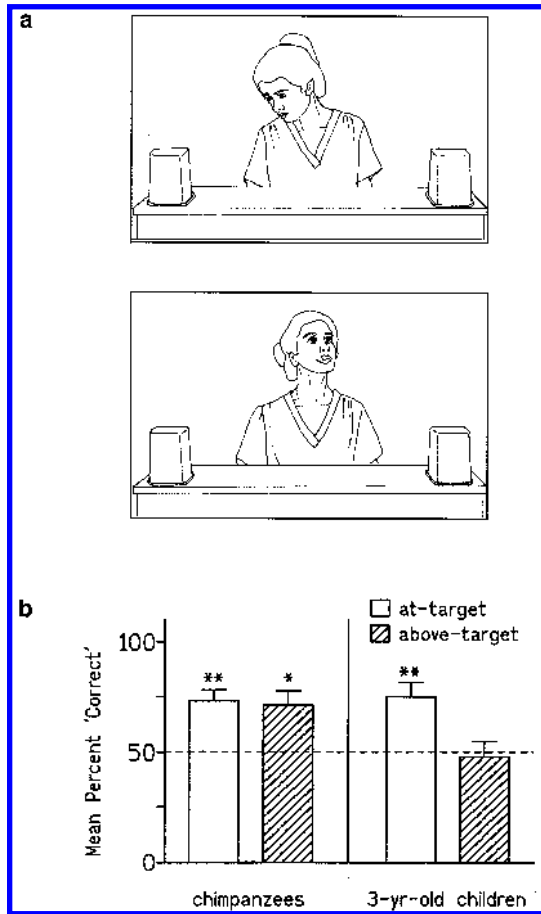 a
b
at-target
above-target
100
** * **
Mean Percent 'Correct'
50
0
chimpanzees 3-yr-old children